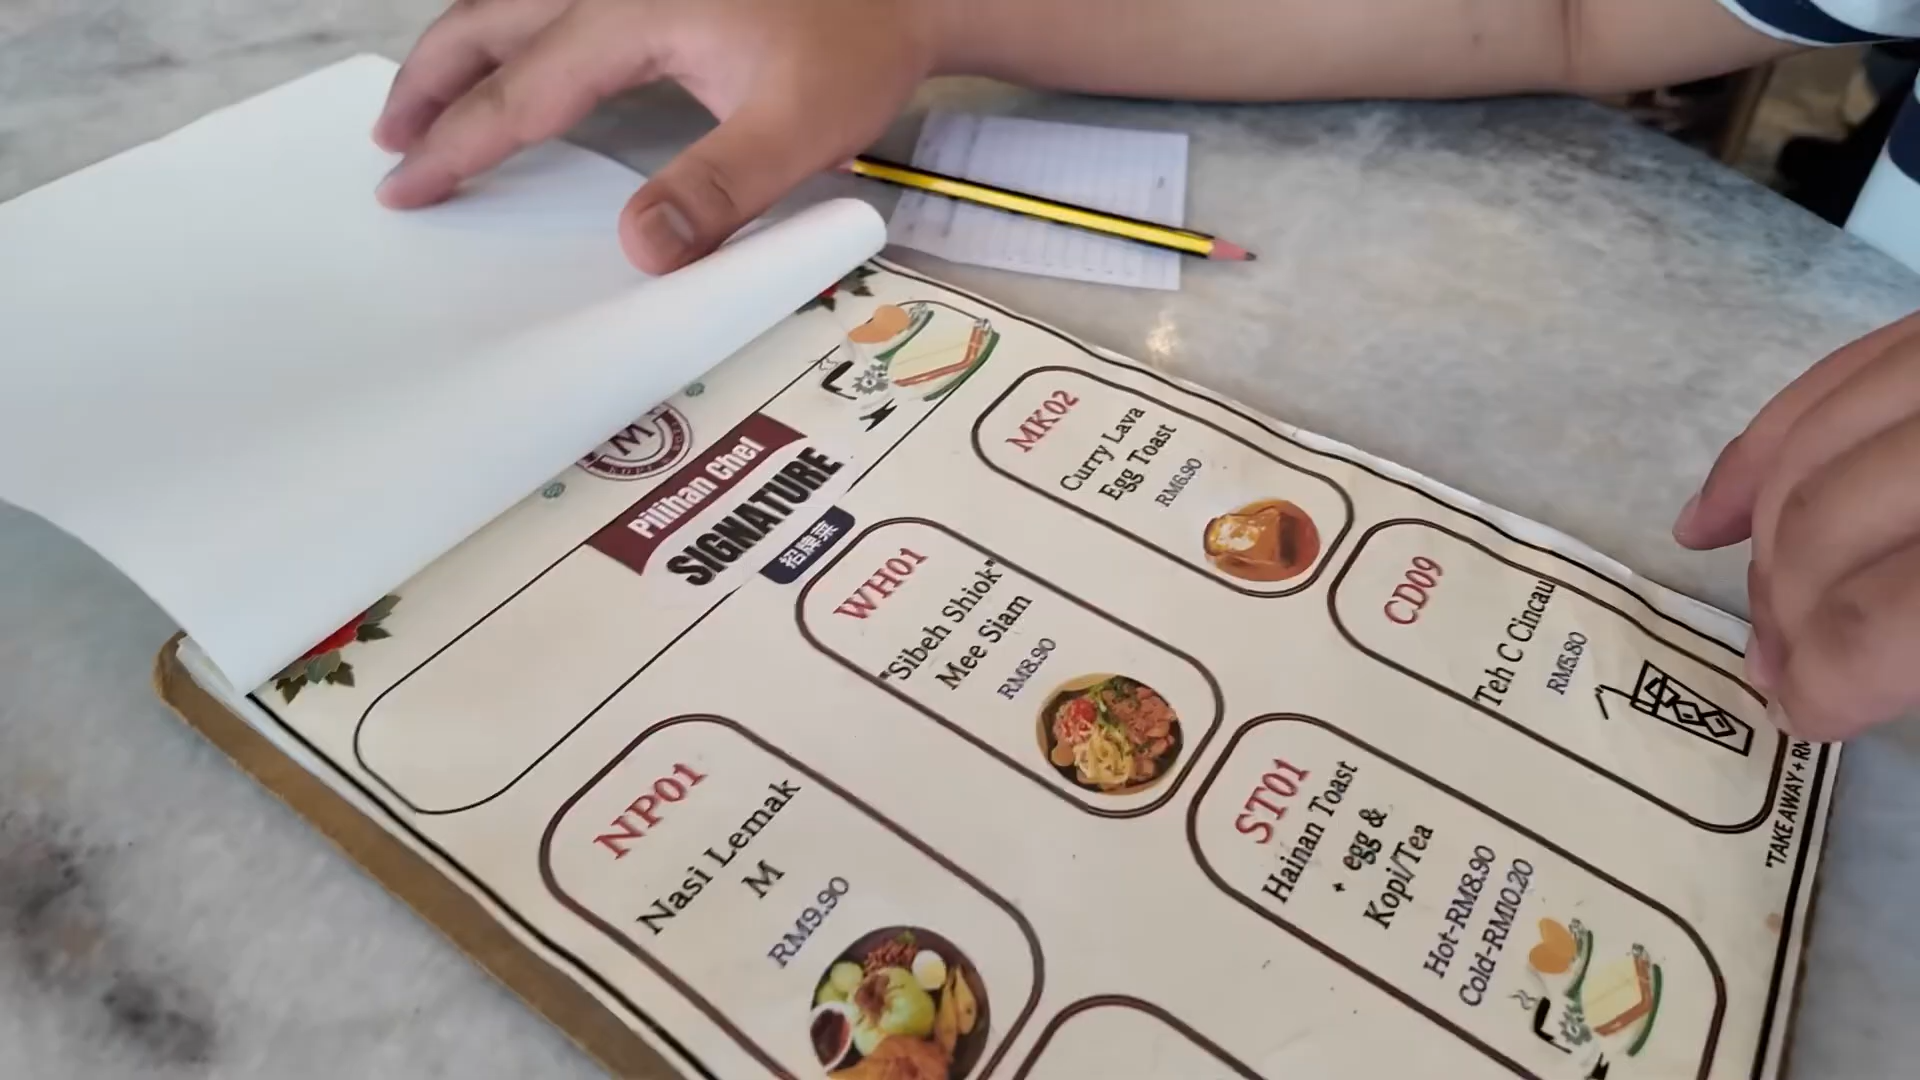 M
Pilihan Chef
SIGNATURE
招牌菜
MK02
Curry Lava
Egg Toast
RM6.90
WH01
"Sibeh Shiok"
Mee Siam
RM8.90
CD09
Teh C Cincau
RM5.80
NP01
Nasi Lemak
M
RM9.90
ST01
Hainan Toast
+ egg &
Kopi/Tea
Hot-RM8.90
Cold-RM10.20
*TAKE AWAY + RM